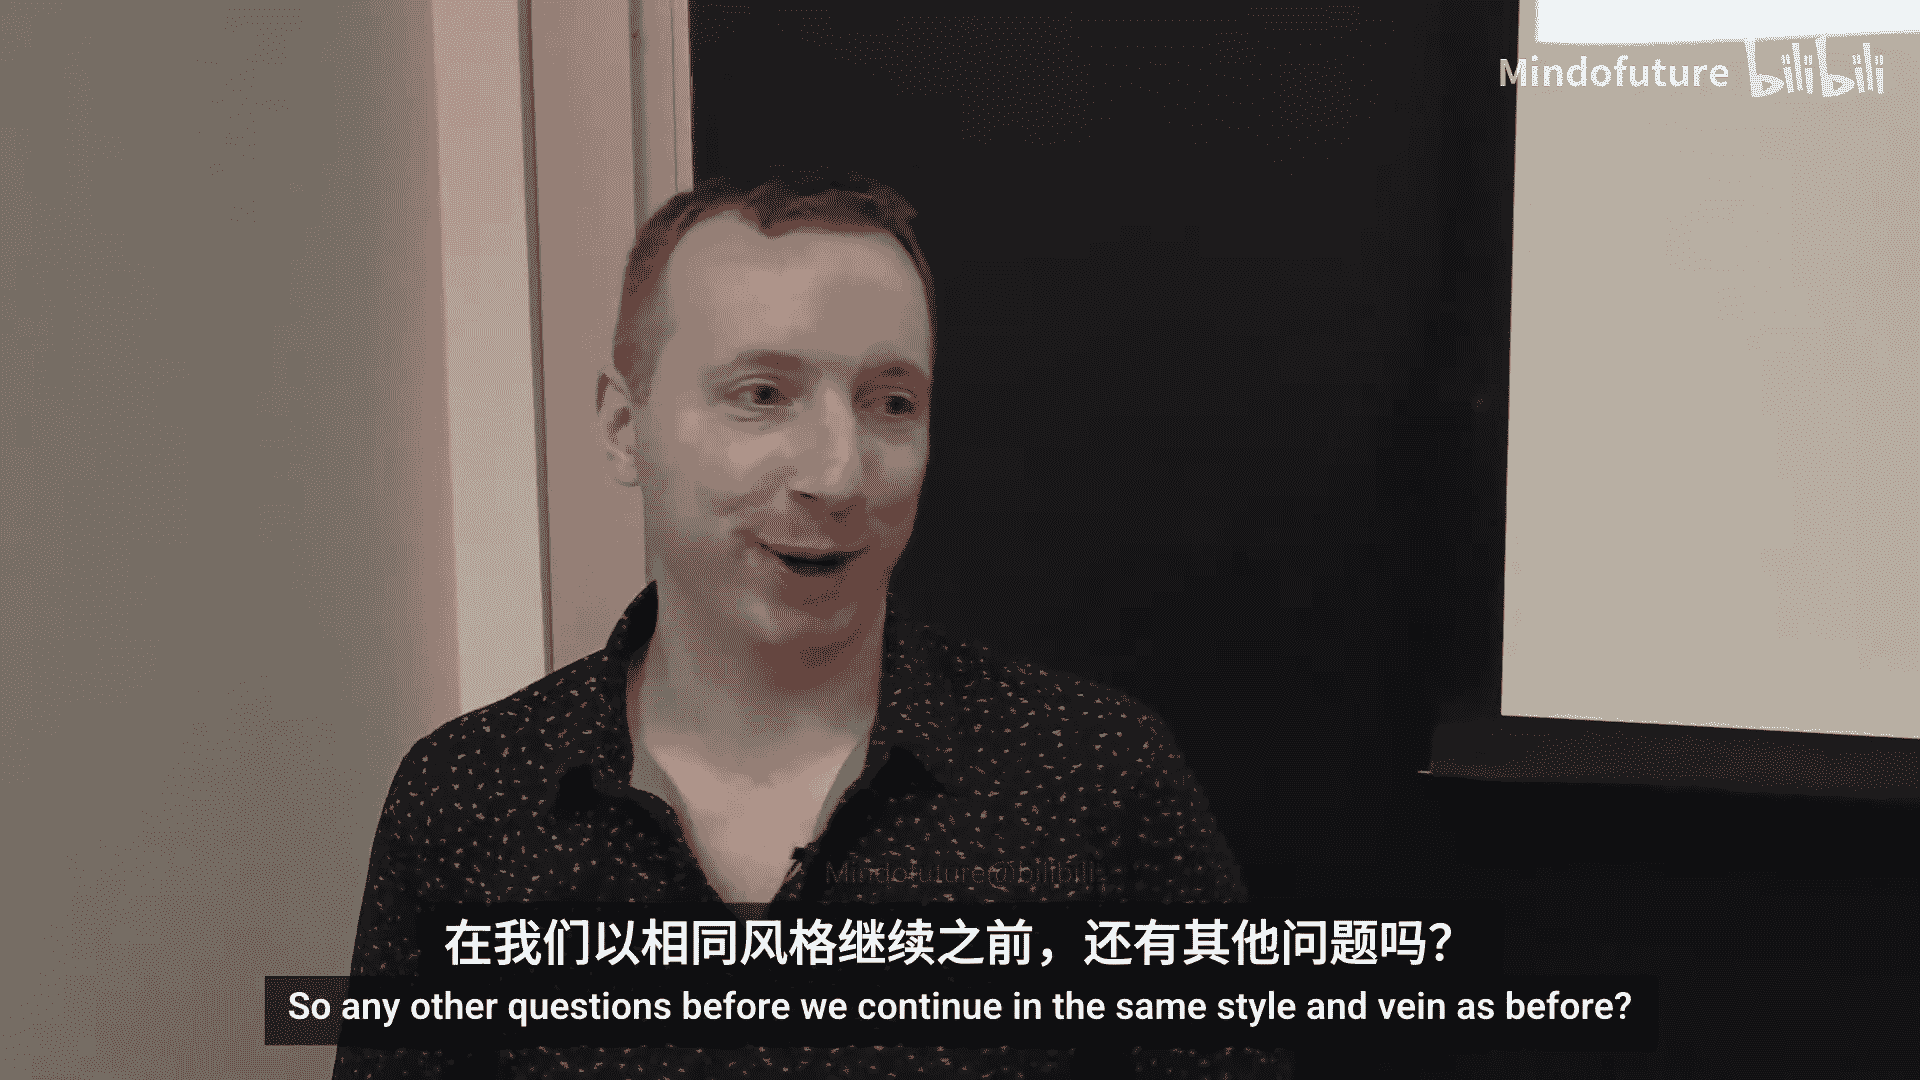 Mindofuture bilibili
Mindofuture@bilibili
在我们以相同风格继续之前，还有其他问题吗？
So any other questions before we continue in the same style and vein as before?